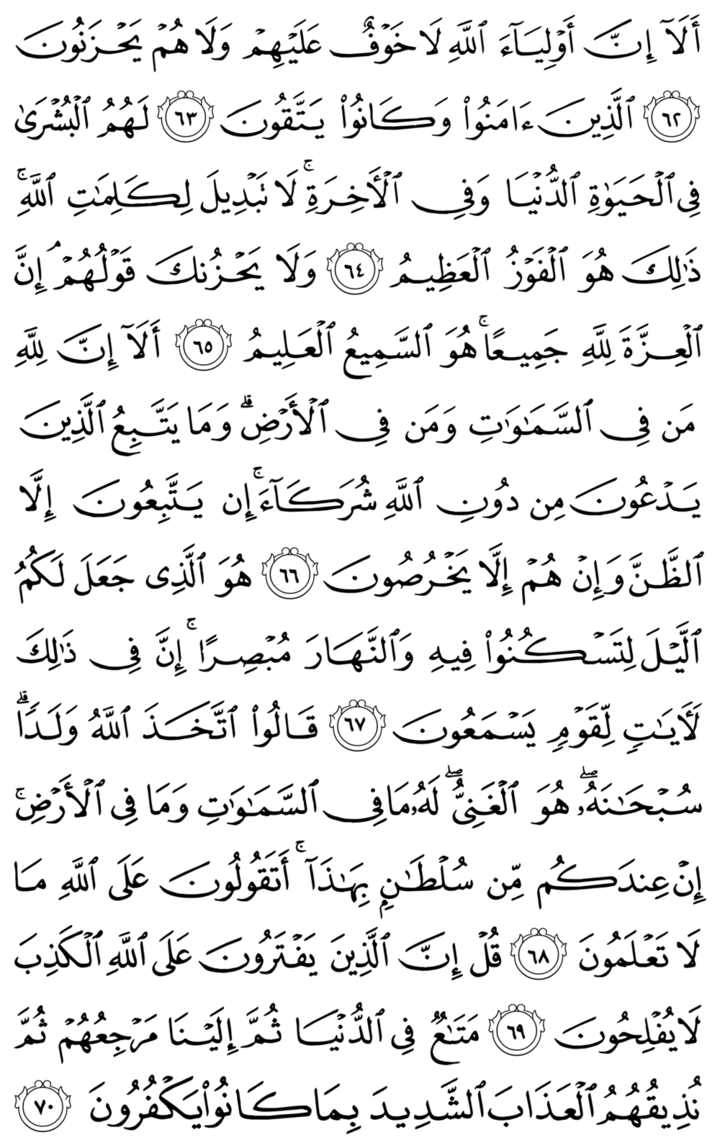 أَلَآ إِنَّ أَوۡلِيَآءَ ٱللَّهِ لَا خَوۡفٌ عَلَيۡهِمۡ وَلَا هُمۡ يَحۡزَنُونَ
٦٢ ٱلَّذِينَ ءَامَنُواْ وَكَانُواْ يَتَّقُونَ ٦٣ لَهُمُ ٱلۡبُشۡرَىٰ
فِي ٱلۡحَيَوٰةِ ٱلدُّنۡيَا وَفِي ٱلۡأٓخِرَةِۚ لَا تَبۡدِيلَ لِكَلِمَٰتِ ٱللَّهِۚ
ذَٰلِكَ هُوَ ٱلۡفَوۡزُ ٱلۡعَظِيمُ ٦٤ وَلَا يَحۡزُنكَ قَوۡلُهُمۡۘ إِنَّ
ٱلۡعِزَّةَ لِلَّهِ جَمِيعًاۚ هُوَ ٱلسَّمِيعُ ٱلۡعَلِيمُ ٦٥ أَلَآ إِنَّ لِلَّهِ
مَن فِي ٱلسَّمَٰوَٰتِ وَمَن فِي ٱلۡأَرۡضِۗ وَمَا يَتَّبِعُ ٱلَّذِينَ
يَدۡعُونَ مِن دُونِ ٱللَّهِ شُرَكَآءَۚ إِن يَتَّبِعُونَ إِلَّا
ٱلظَّنَّ وَإِنۡ هُمۡ إِلَّا يَخۡرُصُونَ ٦٦ هُوَ ٱلَّذِي جَعَلَ لَكُمُ
ٱلَّيۡلَ لِتَسۡكُنُواْ فِيهِ وَٱلنَّهَارَ مُبۡصِرًاۚ إِنَّ فِي ذَٰلِكَ
لَأٓيَٰتٖ لِّقَوۡمٖ يَسۡمَعُونَ ٦٧ قَالُواْ ٱتَّخَذَ ٱللَّهُ وَلَدٗاۗ
سُبۡحَٰنَهُۥۖ هُوَ ٱلۡغَنِيُّۖ لَهُۥ مَا فِي ٱلسَّمَٰوَٰتِ وَمَا فِي ٱلۡأَرۡضِۚ
إِنۡ عِندَكُم مِّن سُلۡطَٰنِۭ بِهَٰذَآۚ أَتَقُولُونَ عَلَى ٱللَّهِ مَا
لَا تَعۡلَمُونَ ٦٨ قُلۡ إِنَّ ٱلَّذِينَ يَفۡتَرُونَ عَلَى ٱللَّهِ ٱلۡكَذِبَ
لَا يُفۡلِحُونَ ٦٩ مَتَٰعٞ فِي ٱلدُّنۡيَا ثُمَّ إِلَيۡنَا مَرۡجِعُهُمۡ ثُمَّ
نُذِيقُهُمُ ٱلۡعَذَابَ ٱلشَّدِيدَ بِمَا كَانُواْ يَكۡفُرُونَ ٧٠